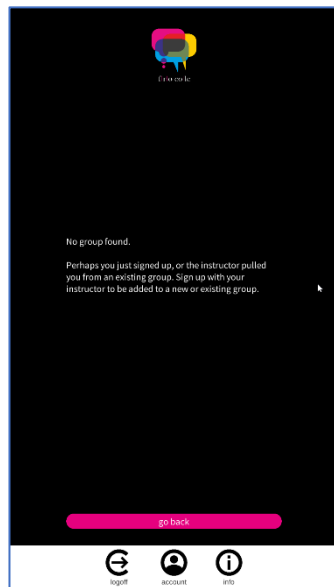 No group found.
Perhaps you just signed up, or the instructor pulled
you from an existing group. Sign up with your
instructor to be added to a new or existing group.
go back
logoff account info